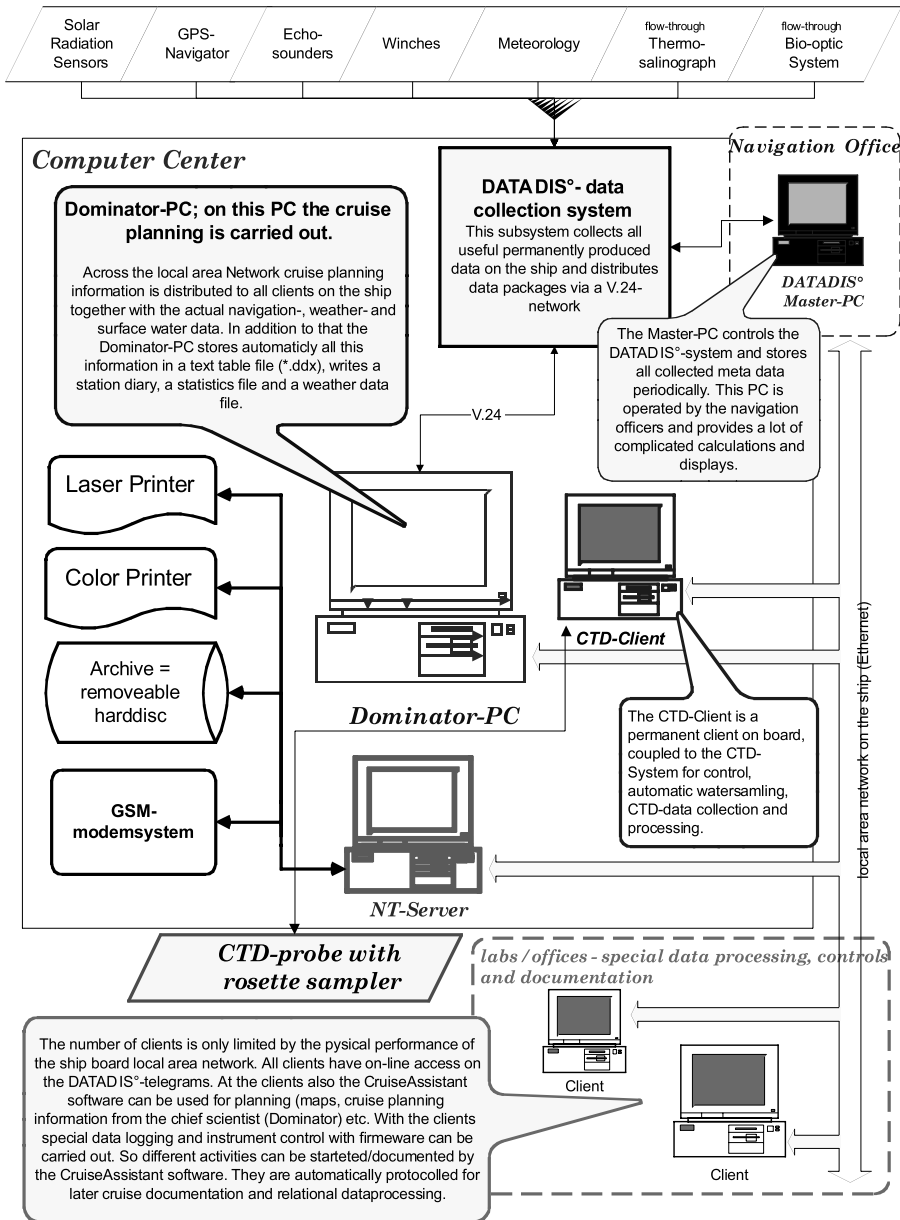 Solar
Radiation
Sensors
GPS-
Navigator
Echo-
sounders
Winches
Meteorology
flow-through
Thermo-
salinograph
flow-through
Bio-optic
System
Computer Center
Navigation Office
Dominator-PC; on this PC the cruise
planning is carried out.
Across the local area Network cruise planning
information is distributed to all clients on the ship
together with the actual navigation-, weather- and
surface water data. In addition to that the
Dominator-PC stores automaticly all this
information in a text table file (*.ddx), writes a
station diary, a statistics file and a weather data
file.
DATADIS°- data
collection system
This subsystem collects all
useful permanently produced
data on the ship and distributes
data packages via a V.24-
network
DATADIS°
Master-PC
The Master-PC controls the
DATADIS°-system and stores
all collected meta data
periodically. This PC is
operated by the navigation
officers and provides a lot of
complicated calculations and
displays.
V.24
Laser Printer
Color Printer
Archive =
removeable
harddisc
GSM-
modemsystem
Dominator-PC
CTD-Client
The CTD-Client is a
permanent client on board,
coupled to the CTD-
System for control,
automatic watersamling,
CTD-data collection and
processing.
local area network on the ship (Ethernet)
NT-Server
CTD-probe with
rosette sampler
labs / offices - special data processing, controls
and documentation
Client
Client
The number of clients is only limited by the pysical performance of
the ship board local area network. All clients have on-line access on
the DATADIS°-telegrams. At the clients also the CruiseAssistant
software can be used for planning (maps, cruise planning
information from the chief scientist (Dominator) etc. With the clients
special data logging and instrument control with firmeware can be
carried out. So different activities can be starteted/documented by
the CruiseAssistant software. They are automatically protocolled for
later cruise documentation and relational dataprocessing.